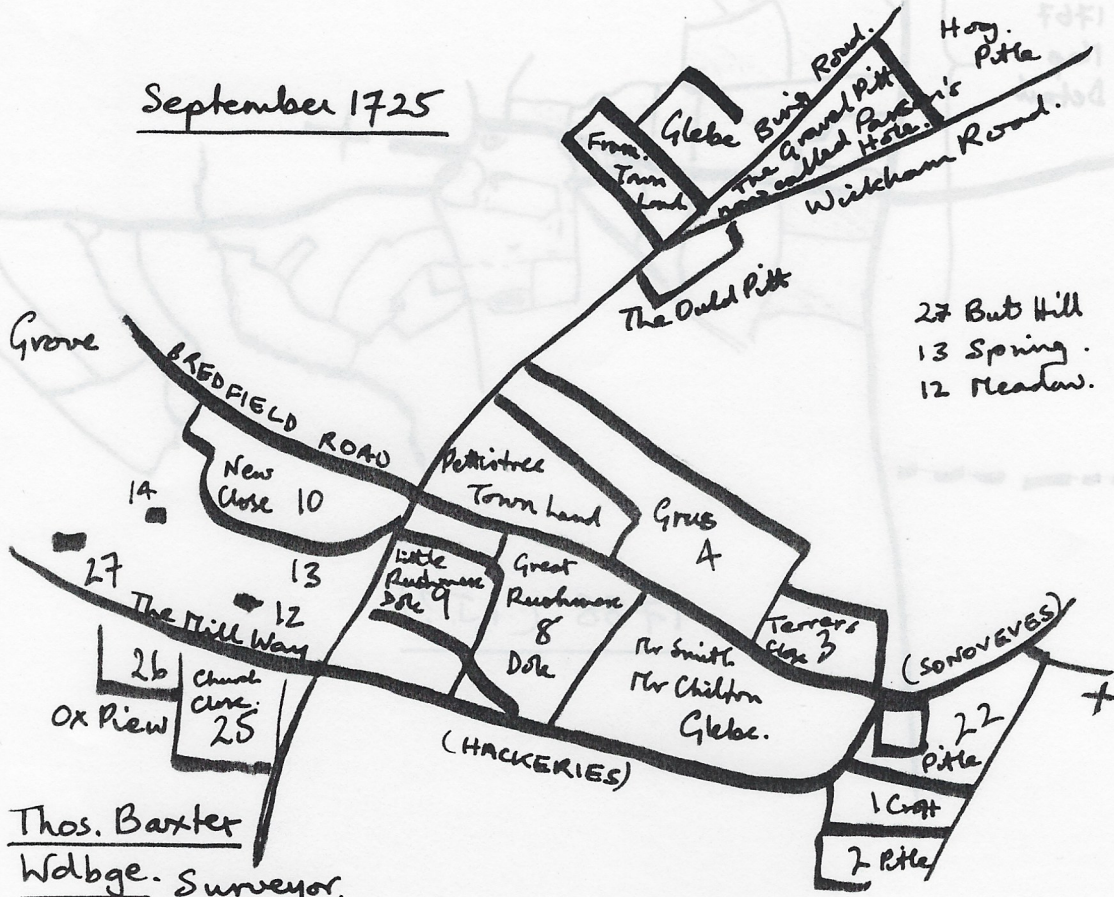 September 1725
Hog.
Pitle
Bing Road.
The Gravel Pitt
now called Parson's
Hole.
Wickham Road.
Glebe
Fram.
Town
Land
The Ould Pitt
27 But Hill
13 Spring.
12 Meadow.
Grove
BREDFIELD ROAD
New
Close 10
14
27
13
12
The Mill Way
26
Church
Close.
25
Ox Piew
Pettistree
Town Land
4
Little
Rushmere
Dole 9
Great
Rushmere
8
Dole
Mr Smith
Mr Chilton
Glebe.
Terrers
Close 3
(SONOVEVES)
(HACKERIES)
22
Pitle
1 Croft
2 Pitle
+
Thos. Baxter
Wdbge. Surveyor.